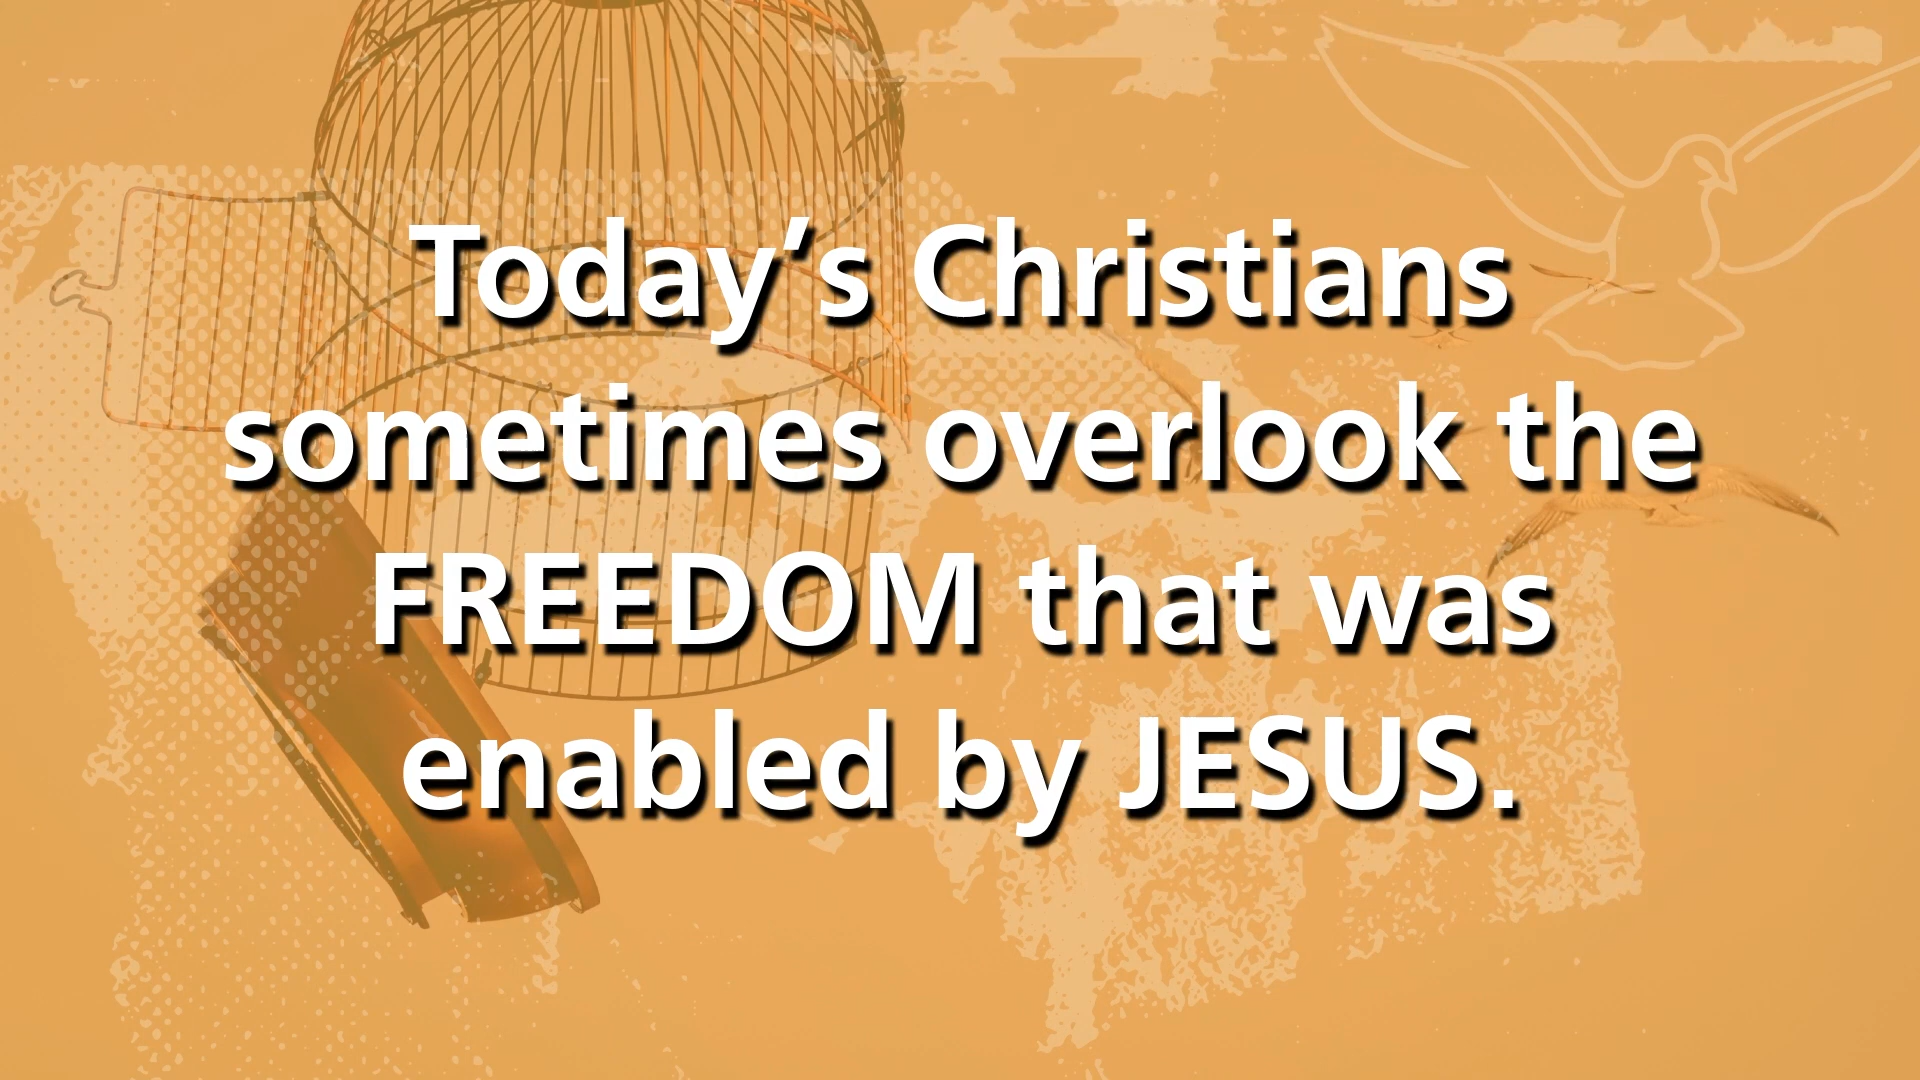 Today’s Christians
sometimes overlook the
FREEDOM that was
enabled by JESUS.